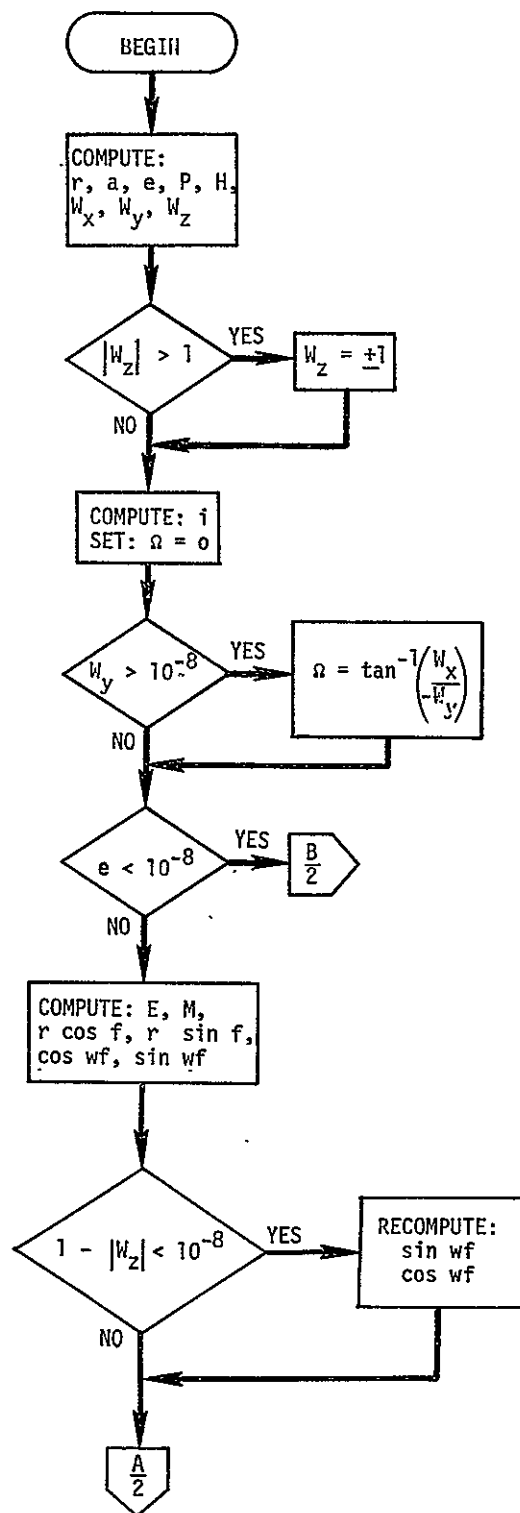 BEGIN
COMPUTE:
r, a, e, P, H,
W_x, W_y, W_z
|W_z| > 1
YES
W_z = ±1
NO
COMPUTE: i
SET: Ω = o
W_y > 10^-8
YES
Ω = tan^-1(W_x / -W_y)
NO
e < 10^-8
YES
B
2
NO
COMPUTE: E, M,
r cos f, r sin f,
cos wf, sin wf
1 - |W_z| < 10^-8
YES
RECOMPUTE:
sin wf
cos wf
NO
A
2